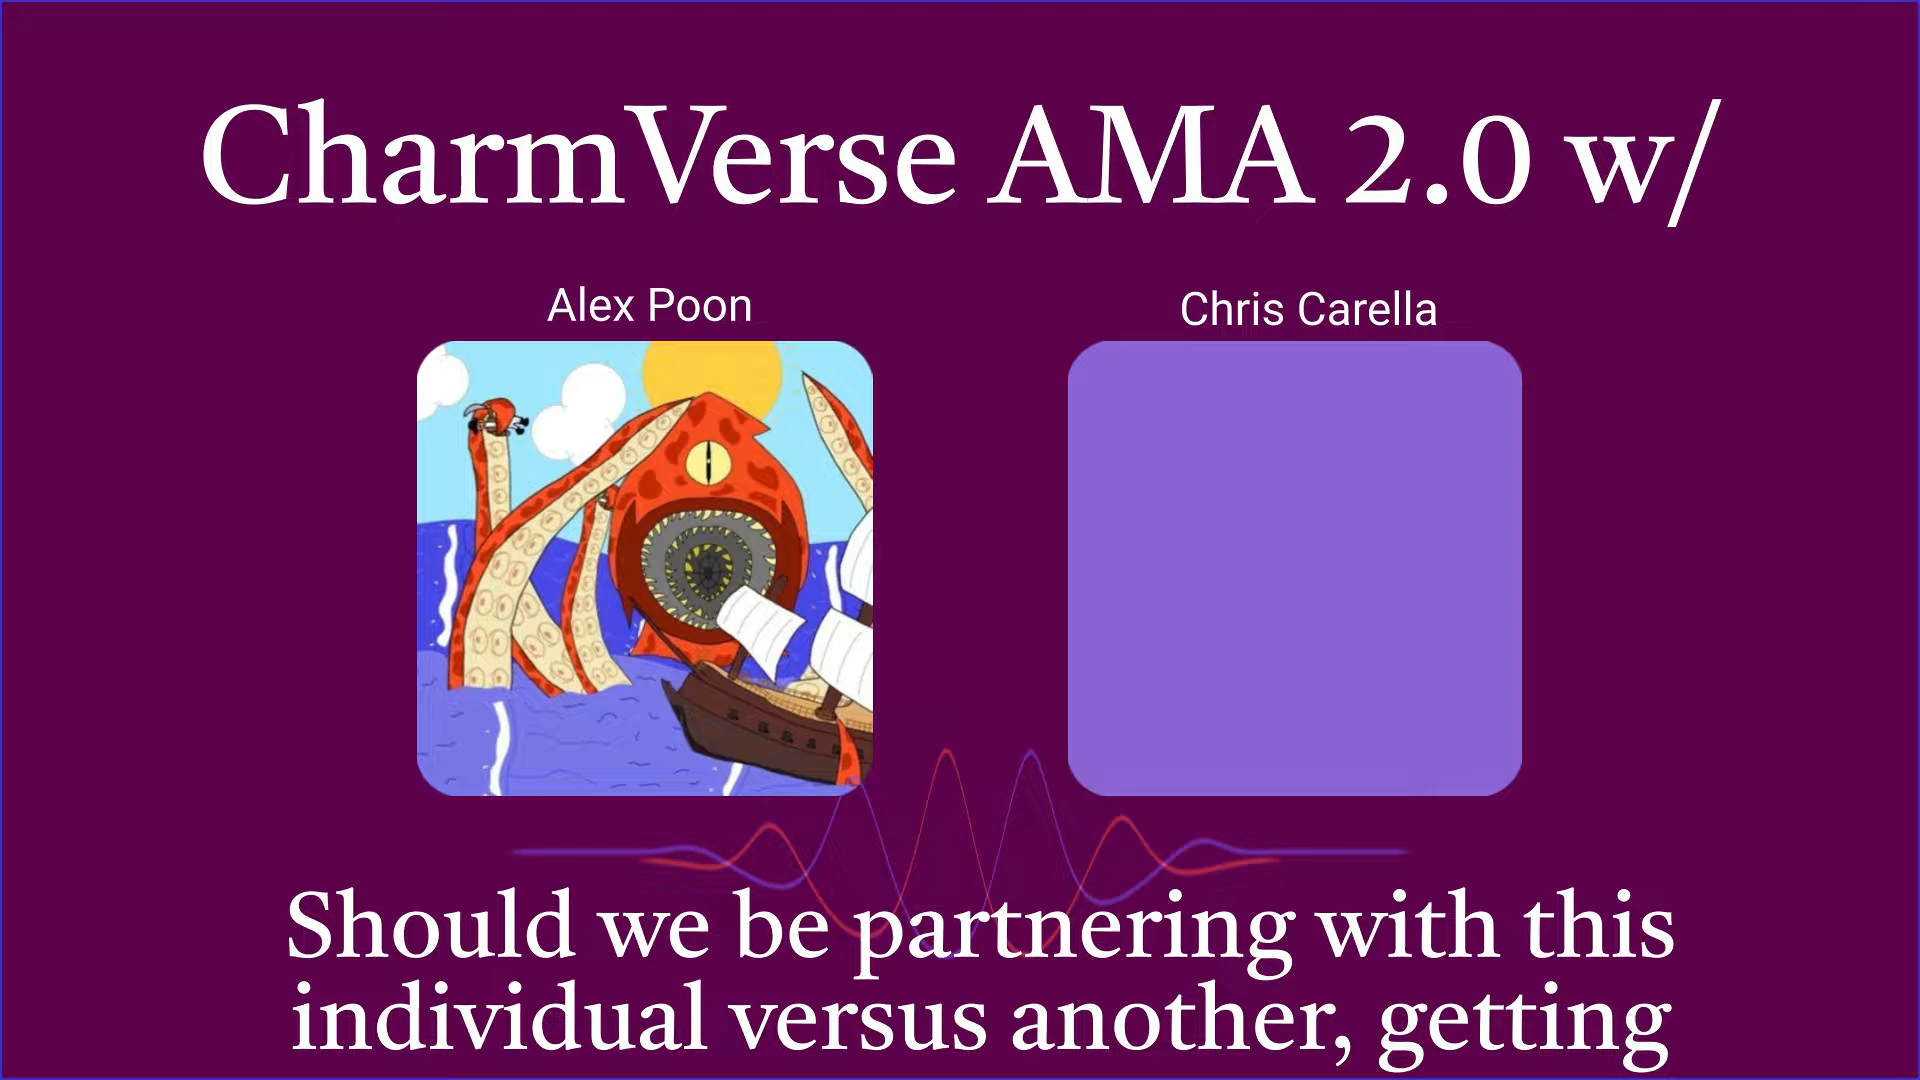 CharmVerse AMA 2.0 w/
Alex Poon
Chris Carella
Should we be partnering with this
individual versus another, getting